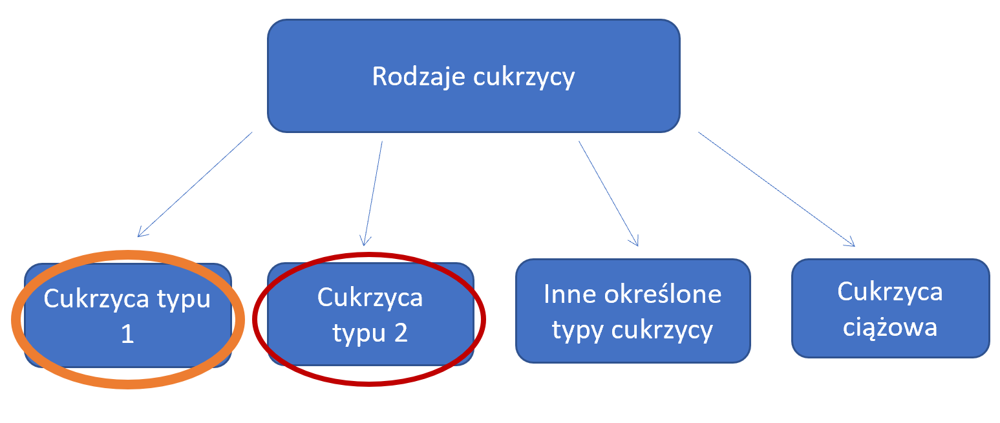 Rodzaje cukrzycy
Cukrzyca typu
1
Cukrzyca
typu 2
Inne określone
typy cukrzycy
Cukrzyca
ciążowa